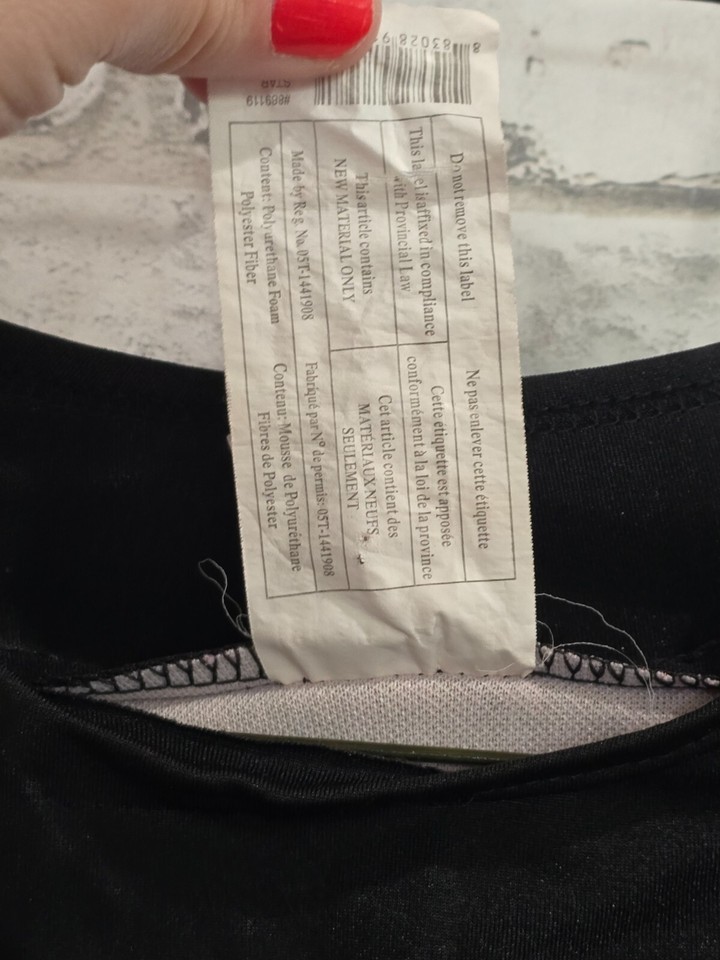 Do not remove this label
Ne pas enlever cette étiquette
This label is affixed in compliance
with Provincial Law
Cette étiquette est apposée
conformément à la loi de la province
This article contains
NEW MATERIAL ONLY
Cet article contient des
MATÉRIAUX NEUFS
SEULEMENT
Made by Reg. No. 05T-1441908
Fabriqué par N° de permis: 05T-1441908
Content: Polyurethane Foam
Polyester Fiber
Contenu: Mousse de Polyuréthane
Fibres de Polyester